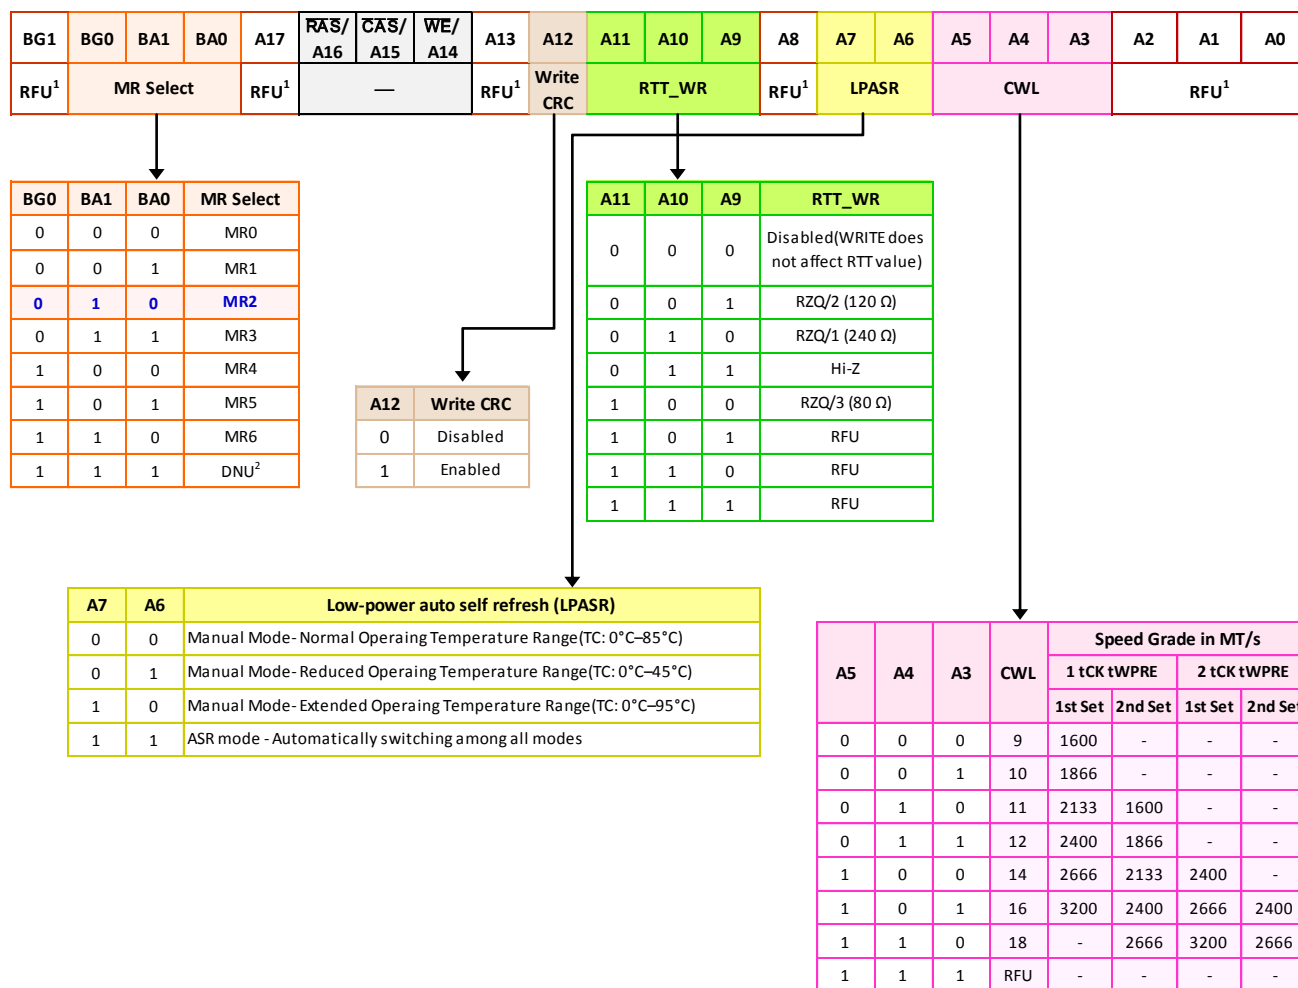 BG1 BG0 BA1 BA0 A17 RAS/ A16 CAS/ A15 WE/ A14 A13 A12 A11 A10 A9 A8 A7 A6 A5 A4 A3 A2 A1 A0
RFU1 MR Select RFU1 — RFU1 Write CRC RTT_WR RFU1 LPASR CWL RFU1
BG0 BA1 BA0 MR Select
0 0 0 MR0
0 0 1 MR1
0 1 0 MR2
0 1 1 MR3
1 0 0 MR4
1 0 1 MR5
1 1 0 MR6
1 1 1 DNU2
A12 Write CRC
0 Disabled
1 Enabled
A11 A10 A9 RTT_WR
0 0 0 Disabled(WRITE does not affect RTT value)
0 0 1 RZQ/2 (120 Ω)
0 1 0 RZQ/1 (240 Ω)
0 1 1 Hi-Z
1 0 0 RZQ/3 (80 Ω)
1 0 1 RFU
1 1 0 RFU
1 1 1 RFU
A7 A6 Low-power auto self refresh (LPASR)
0 0 Manual Mode- Normal Operaing Temperature Range(TC: 0°C–85°C)
0 1 Manual Mode- Reduced Operaing Temperature Range(TC: 0°C–45°C)
1 0 Manual Mode- Extended Operaing Temperature Range(TC: 0°C–95°C)
1 1 ASR mode - Automatically switching among all modes
A5 A4 A3 CWL Speed Grade in MT/s
1 tCK tWPRE 2 tCK tWPRE
1st Set 2nd Set 1st Set 2nd Set
0 0 0 9 1600 - - -
0 0 1 10 1866 - - -
0 1 0 11 2133 1600 - -
0 1 1 12 2400 1866 - -
1 0 0 14 2666 2133 2400 -
1 0 1 16 3200 2400 2666 2400
1 1 0 18 - 2666 3200 2666
1 1 1 RFU - - - -